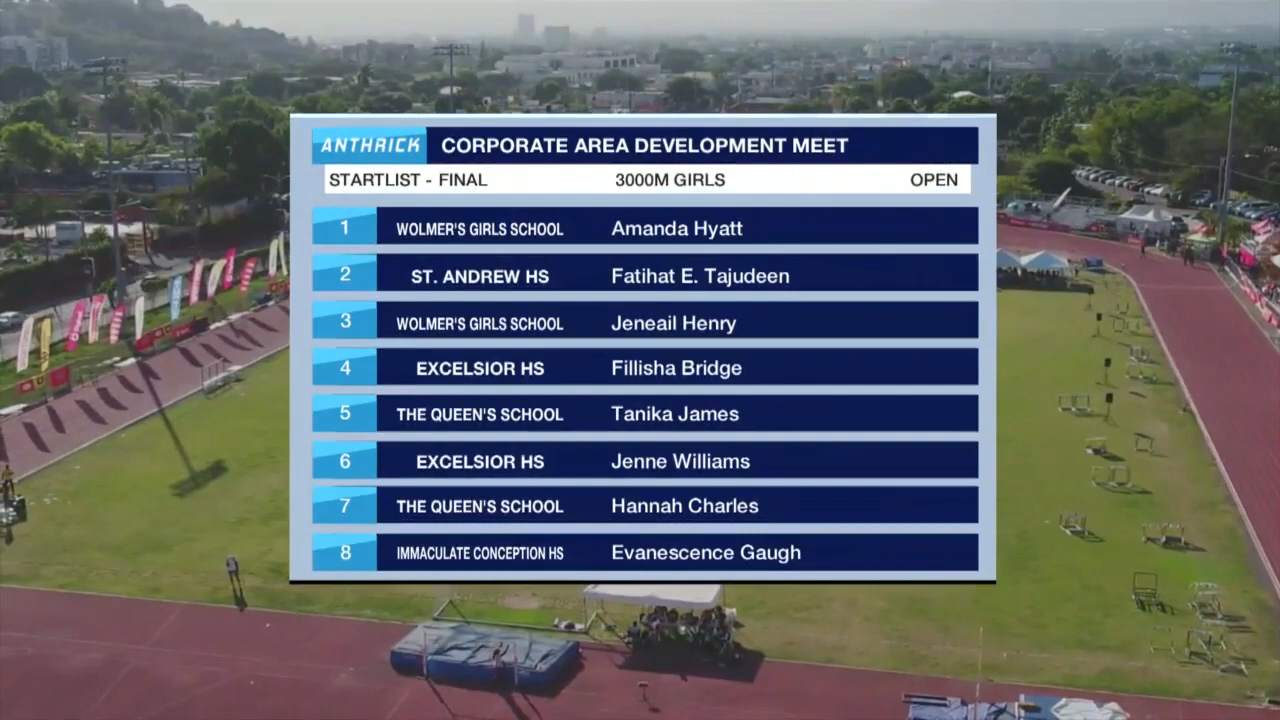 ANTHRICK CORPORATE AREA DEVELOPMENT MEET
STARTLIST - FINAL 3000M GIRLS OPEN
1 WOLMER'S GIRLS SCHOOL Amanda Hyatt
2 ST. ANDREW HS Fatihat E. Tajudeen
3 WOLMER'S GIRLS SCHOOL Jeneail Henry
4 EXCELSIOR HS Fillisha Bridge
5 THE QUEEN'S SCHOOL Tanika James
6 EXCELSIOR HS Jenne Williams
7 THE QUEEN'S SCHOOL Hannah Charles
8 IMMACULATE CONCEPTION HS Evanescence Gaugh